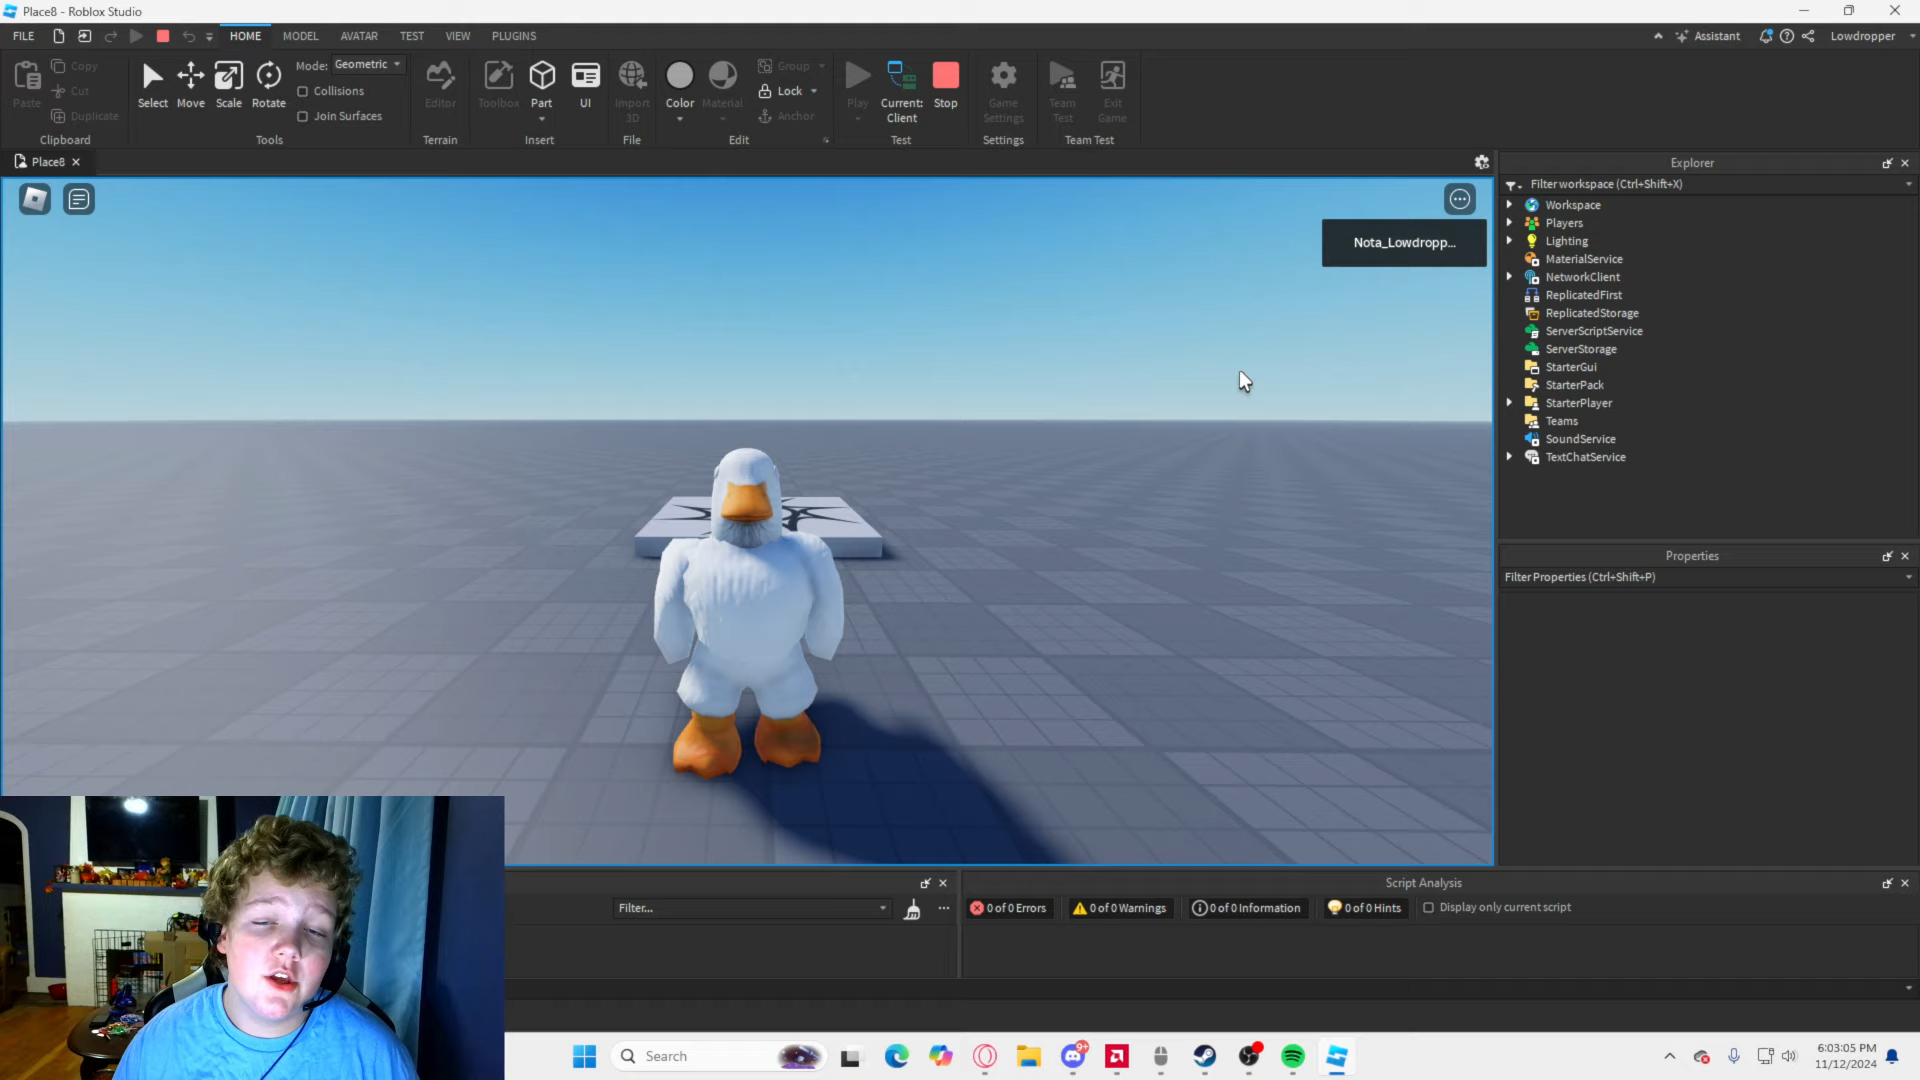 Place8 - Roblox Studio
FILE HOME MODEL AVATAR TEST VIEW PLUGINS Assistant Lowdropper
Paste Copy Cut Duplicate Clipboard
Select Move Scale Rotate Mode: Geometric Collisions Join Surfaces Tools
Editor Terrain
Toolbox Part UI Insert
Import 3D File
Color Material Group Lock Anchor Edit
Play Current: Client Stop Test
Game Settings Settings
Team Test Exit Game Team Test
Place8
Nota_Lowdropp...
Explorer
Filter workspace (Ctrl+Shift+X)
Workspace
Players
Lighting
MaterialService
NetworkClient
ReplicatedFirst
ReplicatedStorage
ServerScriptService
ServerStorage
StarterGui
StarterPack
StarterPlayer
Teams
SoundService
TextChatService
Properties
Filter Properties (Ctrl+Shift+P)
Filter...
Script Analysis
0 of 0 Errors 0 of 0 Warnings 0 of 0 Information 0 of 0 Hints Display only current script
Search
9+
6:03:05 PM
11/12/2024